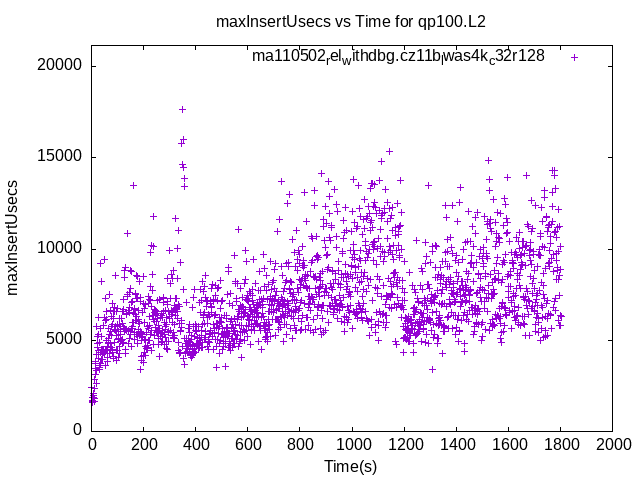 maxInsertUsecs vs Time for qp100.L2
ma110502_rel_withdbg.cz11b_bwas4k_c32r128
20000
15000
10000
5000
0
maxInsertUsecs
0 200 400 600 800 1000 1200 1400 1600 1800 2000
Time(s)